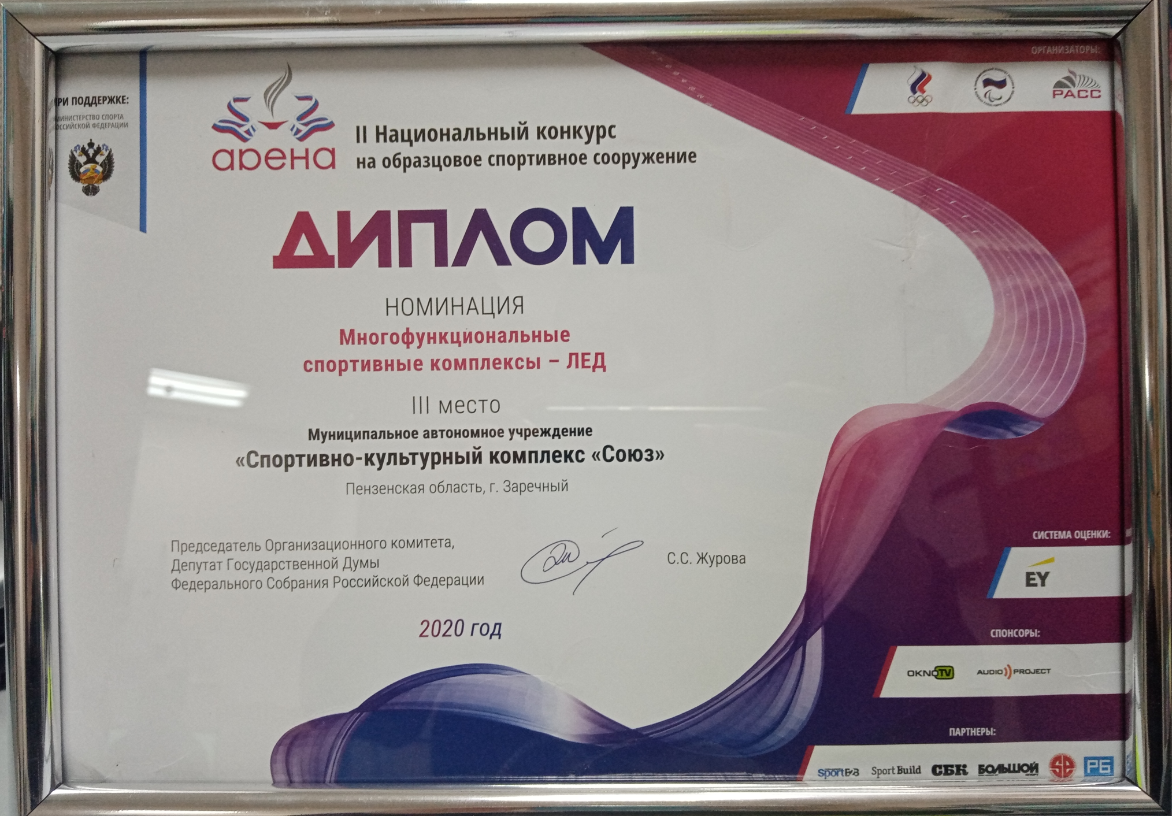 ПРИ ПОДДЕРЖКЕ:
МИНИСТЕРСТВО СПОРТА
РОССИЙСКОЙ ФЕДЕРАЦИИ
арена
II Национальный конкурс
на образцовое спортивное сооружение
ОРГАНИЗАТОРЫ:
РАСС
ДИПЛОМ
НОМИНАЦИЯ
Многофункциональные
спортивные комплексы – ЛЕД
III место
Муниципальное автономное учреждение
«Спортивно-культурный комплекс «Союз»
Пензенская область, г. Заречный
Председатель Организационного комитета,
Депутат Государственной Думы
Федерального Собрания Российской Федерации
С.С. Журова
2020 год
СИСТЕМА ОЦЕНКИ:
EY
СПОНСОРЫ:
OKNOTV
AUDIO PROJECT
ПАРТНЕРЫ:
Sport Build
СБК
БОЛЬШОЙ
РБ